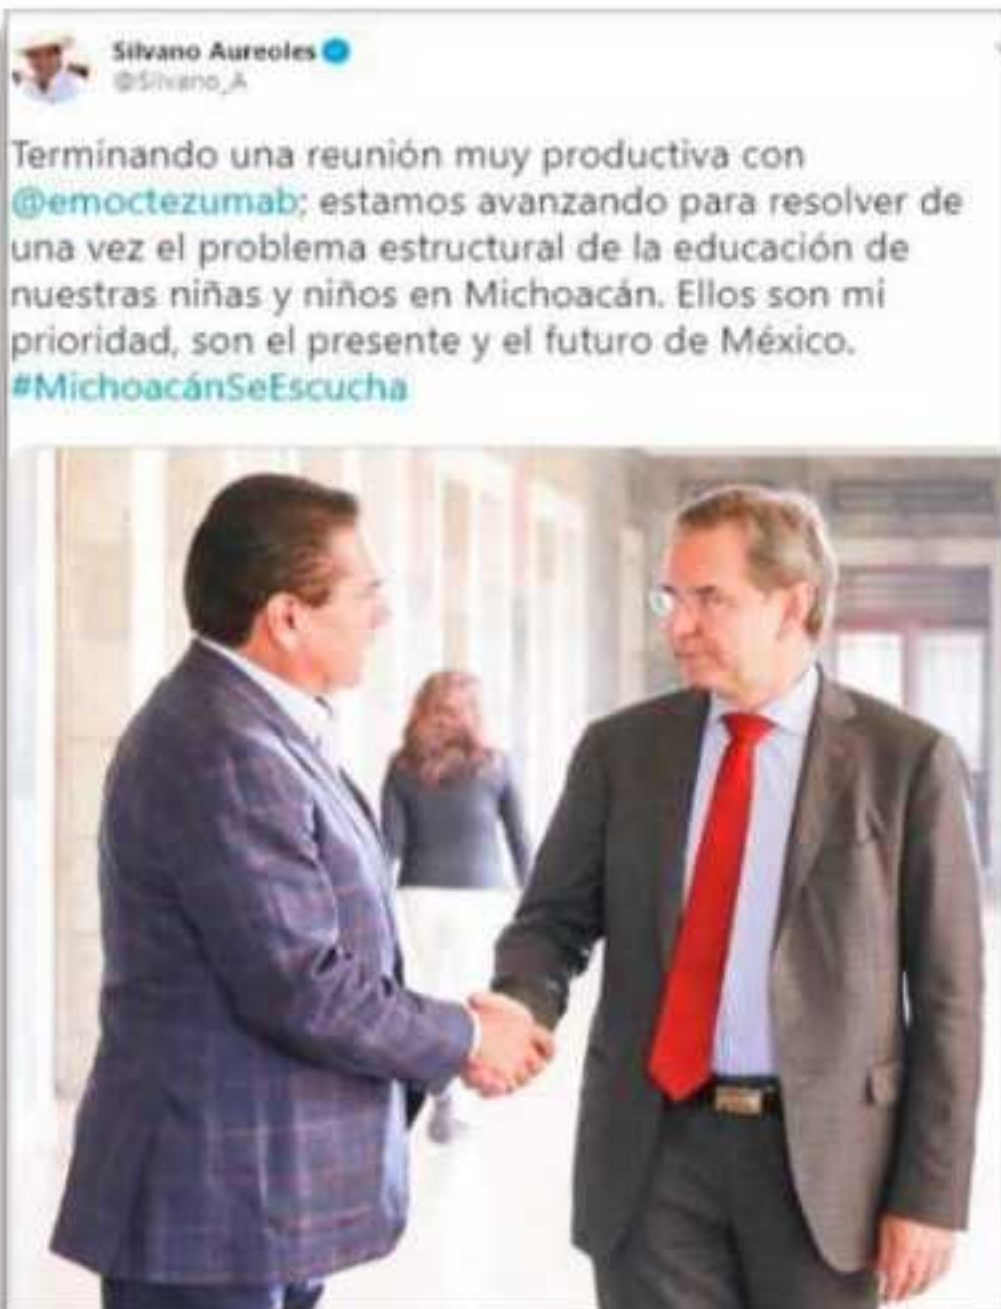 Silvano Aureoles
@Silvano_A
Terminando una reunión muy productiva con
@emoctezumab; estamos avanzando para resolver de
una vez el problema estructural de la educación de
nuestras niñas y niños en Michoacán. Ellos son mi
prioridad, son el presente y el futuro de México.
#MichoacánSeEscucha